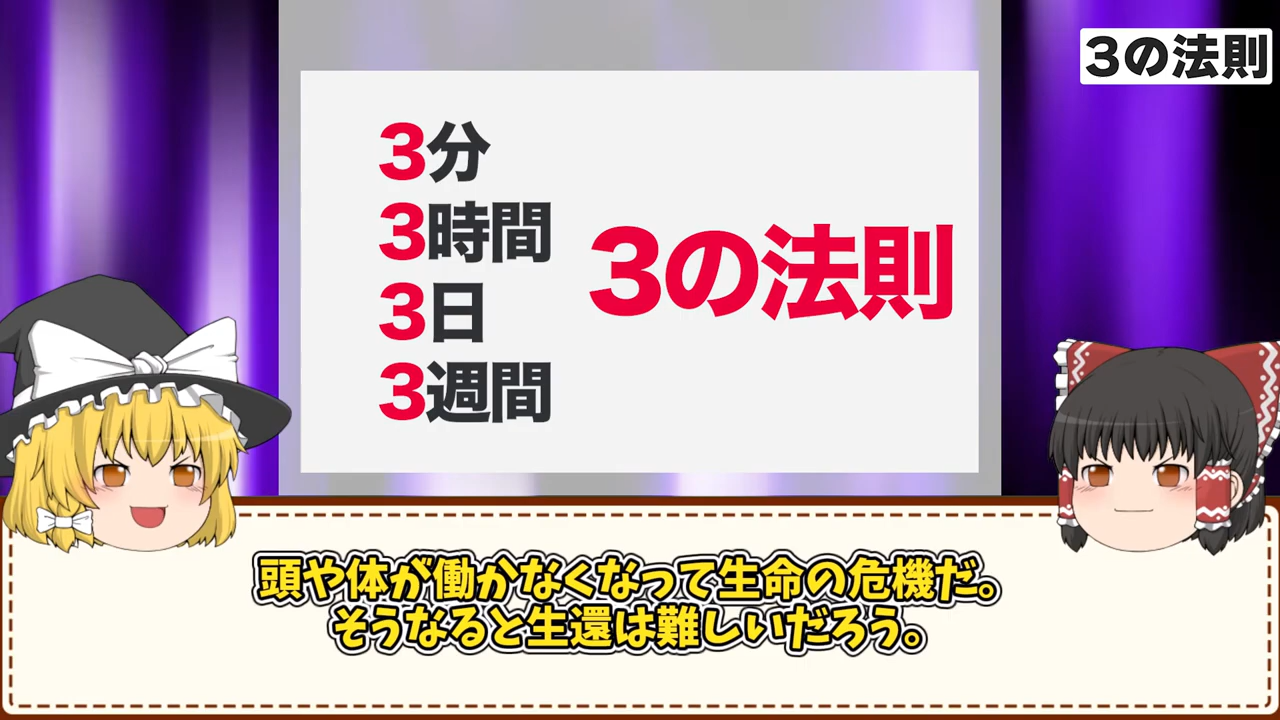 3の法則
3分
3時間
3日
3週間
3の法則
頭や体が働かなくなって生命の危機だ。
そうなると生還は難しいだろう。